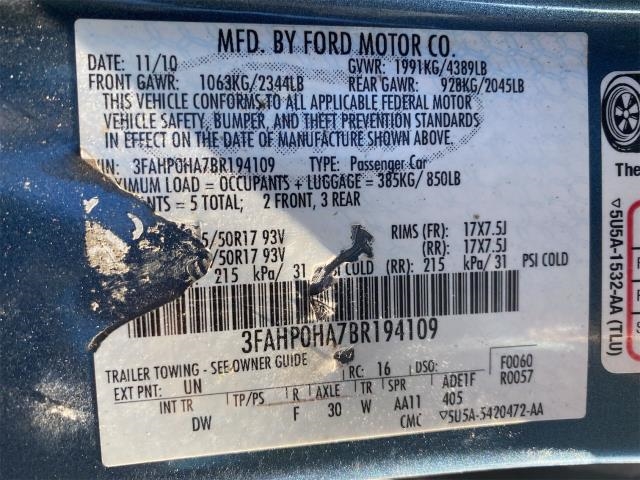 MFD. BY FORD MOTOR CO.
DATE: 11/10 GVWR: 1991KG/4389LB
FRONT GAWR: 1063KG/2344LB REAR GAWR: 928KG/2045LB
THIS VEHICLE CONFORMS TO ALL APPLICABLE FEDERAL MOTOR
VEHICLE SAFETY, BUMPER, AND THEFT PREVENTION STANDARDS
IN EFFECT ON THE DATE OF MANUFACTURE SHOWN ABOVE.
3FAHP0HA7BR194109 TYPE: Passenger Car
LOAD = OCCUPANTS + LUGGAGE = 385KG/ 850LB
= 5 TOTAL; 2 FRONT, 3 REAR
/50R17 93V RIMS (FR): 17X7.5J
/50R17 93V (RR): 17X7.5J
215 kPa/ 31 PSI COLD (RR): 215 kPa/ 31 PSI COLD
3FAHP0HA7BR194109
TRAILER TOWING - SEE OWNER GUIDE RC: 16 DSO: F0060
EXT PNT: UN R0057
INT TR TP/PS R AXLE TR SPR ADE1F
DW F 30 W AA11 405
CMC ▽5U5A-5420472-AA
The
▽5U5A-1532-AA (TLU)